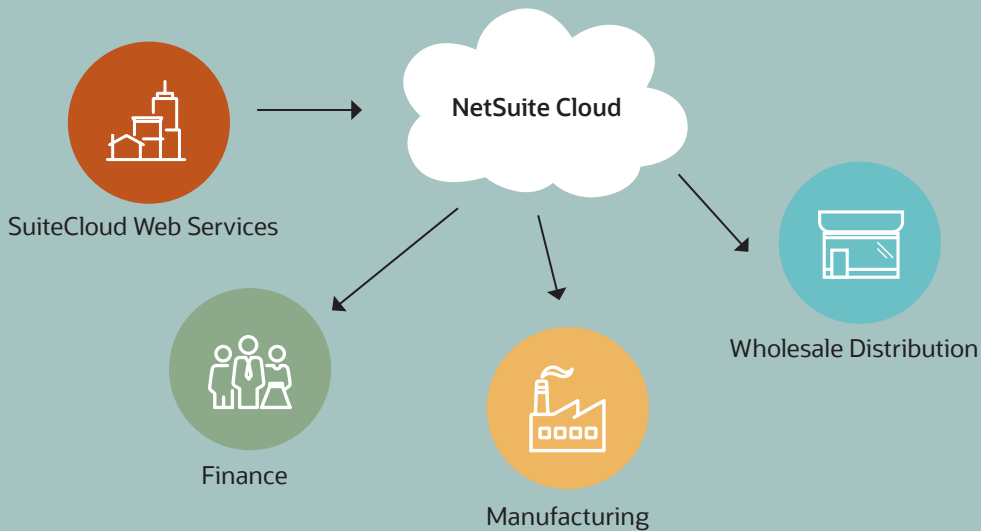 NetSuite Cloud
SuiteCloud Web Services
Wholesale Distribution
Finance
Manufacturing